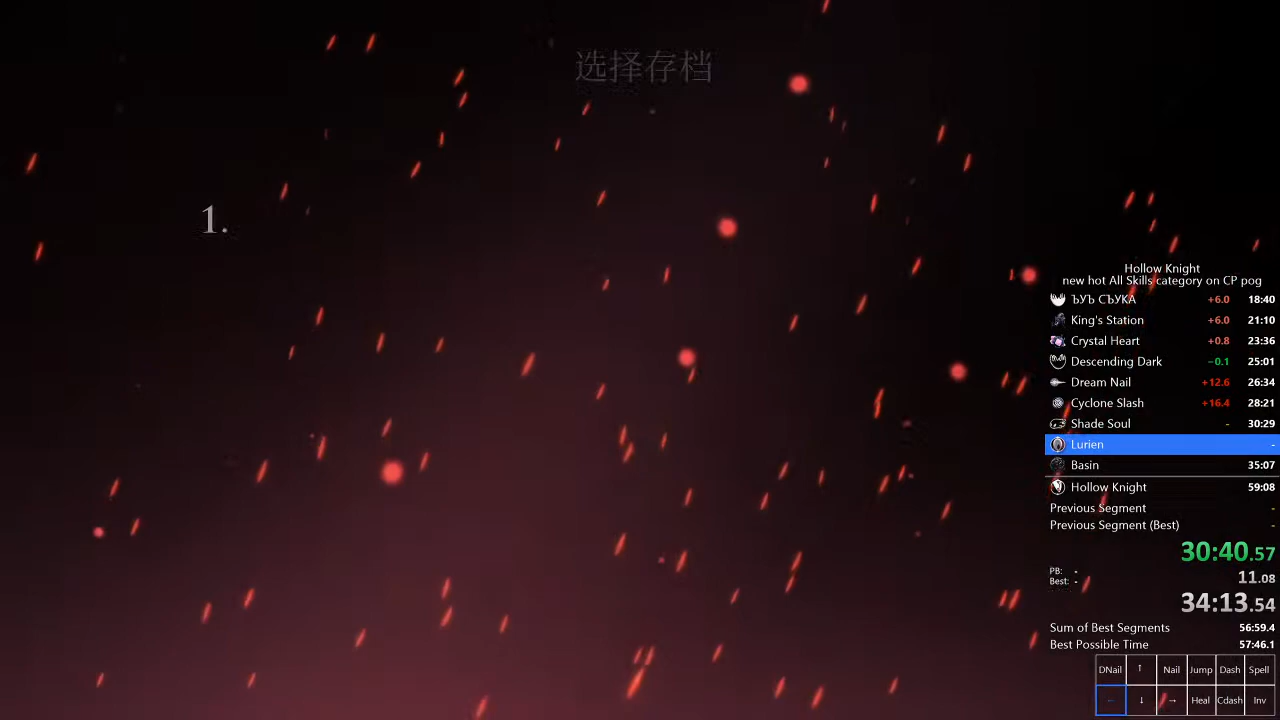 选择存档
1.
Hollow Knight
new hot All Skills category on CP pog
ЪУЪ СЪУКА +6.0 18:40
King's Station +6.0 21:10
Crystal Heart +0.8 23:36
Descending Dark −0.1 25:01
Dream Nail +12.6 26:34
Cyclone Slash +16.4 28:21
Shade Soul - 30:29
Lurien -
Basin 35:07
Hollow Knight 59:08
Previous Segment -
Previous Segment (Best) -
30:40.57
PB: -
Best: -
11.08
34:13.54
Sum of Best Segments 56:59.4
Best Possible Time 57:46.1
DNail ↑ Nail Jump Dash Spell
← ↓ → Heal Cdash Inv